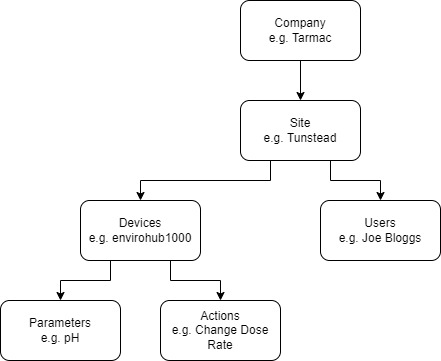 Company
e.g. Tarmac
Site
e.g. Tunstead
Devices
e.g. envirohub1000
Users
e.g. Joe Bloggs
Parameters
e.g. pH
Actions
e.g. Change Dose
Rate